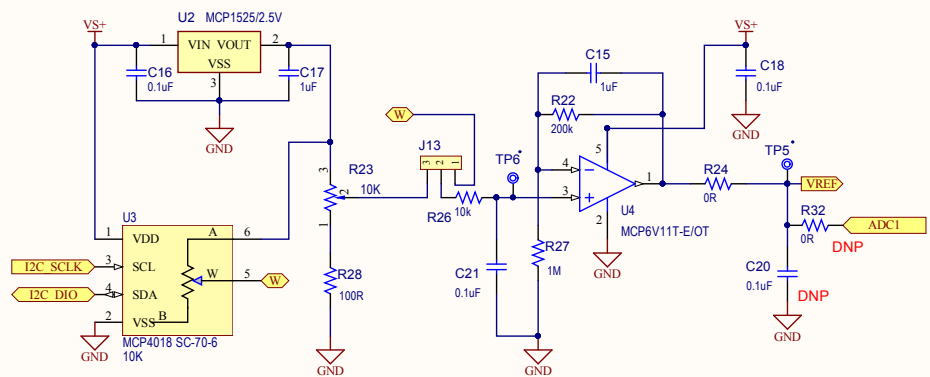 VS+
U2 MCP1525/2.5V
1
VIN VOUT
2
VSS
3
C16
0.1uF
C17
1uF
GND
W
J13
3 2 1
3
R23
2
10K
1
R26
10k
TP6
C15
1uF
R22
200k
VS+
C18
0.1uF
GND
5
4
3
1
2
U4
MCP6V11T-E/OT
GND
R24
0R
TP5
VREF
R32
0R
ADC1
DNP
C20
0.1uF
DNP
GND
C21
0.1uF
R27
1M
GND
R28
100R
GND
U3
1
VDD
A
6
I2C_SCLK
3
SCL
W
5
W
I2C_DIO
4
SDA
2
VSS
B
GND
MCP4018 SC-70-6
10K